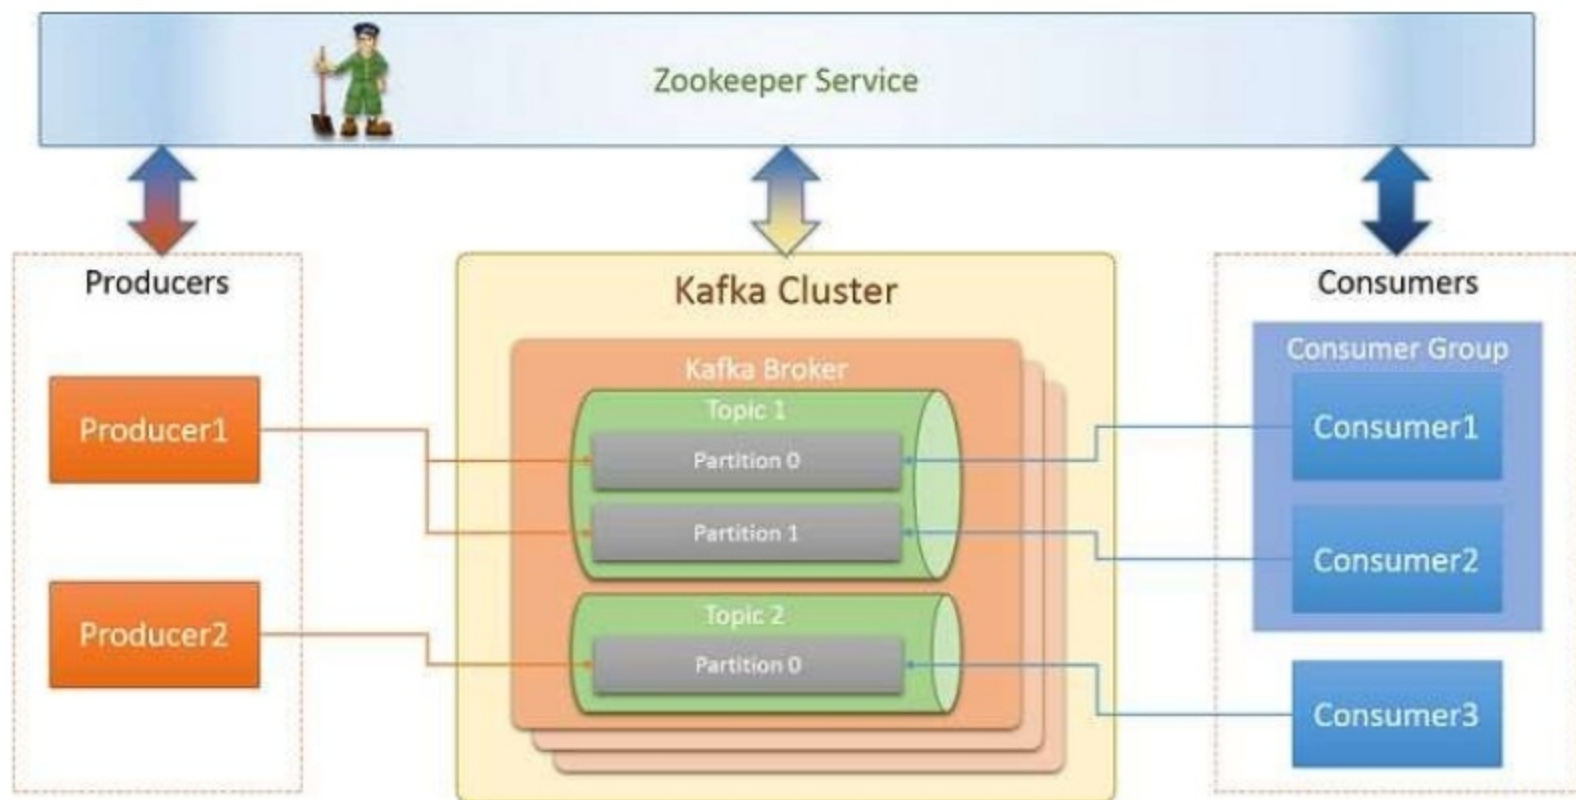 Zookeeper Service
Producers
Producer1
Producer2
Kafka Cluster
Kafka Broker
Topic 1
Partition 0
Partition 1
Topic 2
Partition 0
Consumers
Consumer Group
Consumer1
Consumer2
Consumer3